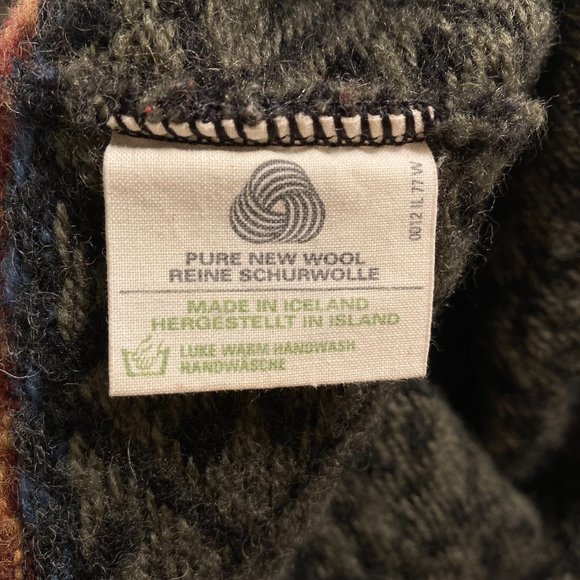 PURE NEW WOOL
REINE SCHURWOLLE
MADE IN ICELAND
HERGESTELLT IN ISLAND
LUKE WARM HANDWASH
HANDWÄSCHE
0012 IL 77 W